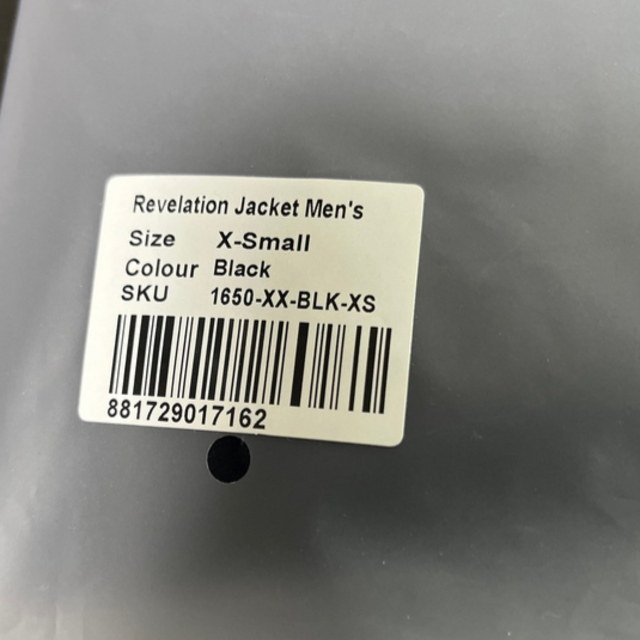 Revelation Jacket Men's
Size X-Small
Colour Black
SKU 1650-XX-BLK-XS
881729017162